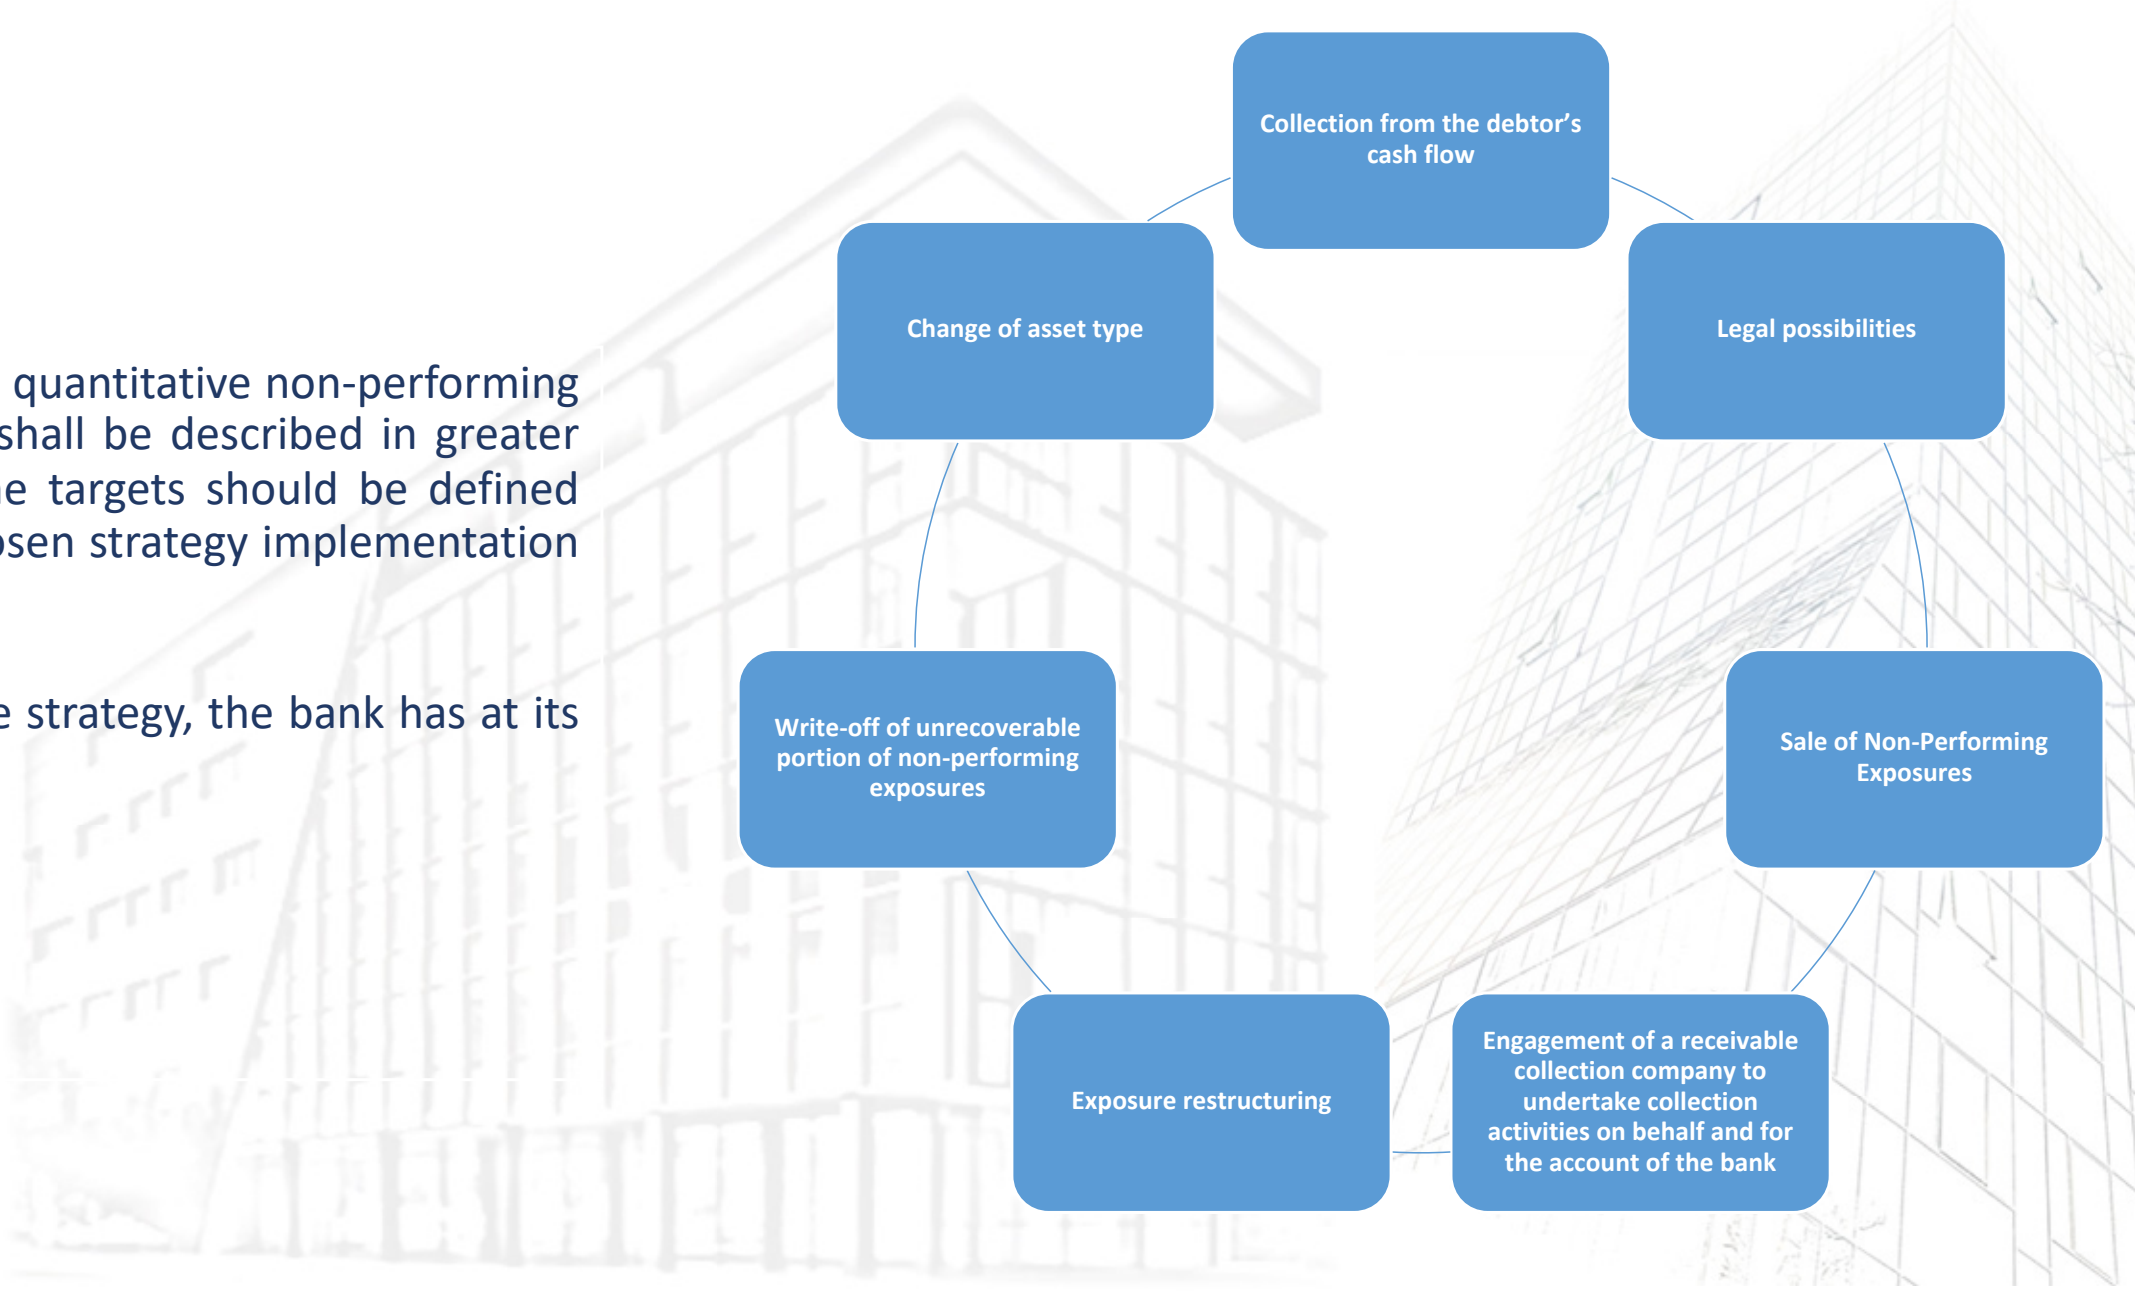 quantitative non-performing
shall be described in greater
targets should be defined
strategy implementation
strategy, the bank has at its
Collection from the debtor’s
cash flow
Legal possibilities
Sale of Non-Performing
Exposures
Engagement of a receivable
collection company to
undertake collection
activities on behalf and for
the account of the bank
Exposure restructuring
Write-off of unrecoverable
portion of non-performing
exposures
Change of asset type